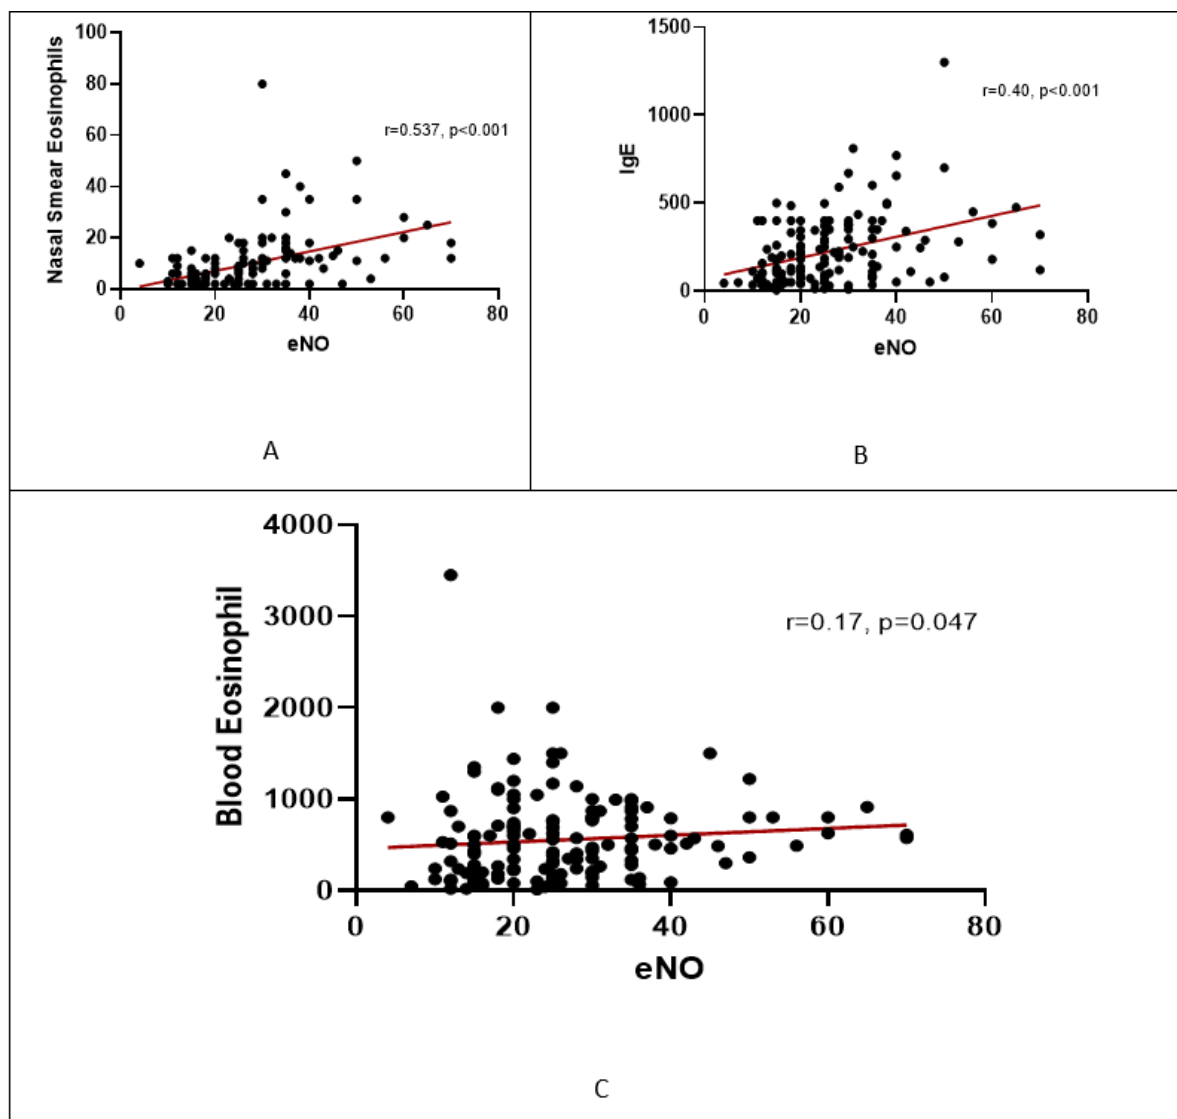 100
80
60
40
20
0
Nasal Smear Eosinophils
r=0.537, p<0.001
0 20 40 60 80
eNO
A
1500
1000
500
0
IgE
r=0.40, p<0.001
0 20 40 60 80
eNO
B
4000
3000
2000
1000
0
Blood Eosinophil
r=0.17, p=0.047
0 20 40 60 80
eNO
C